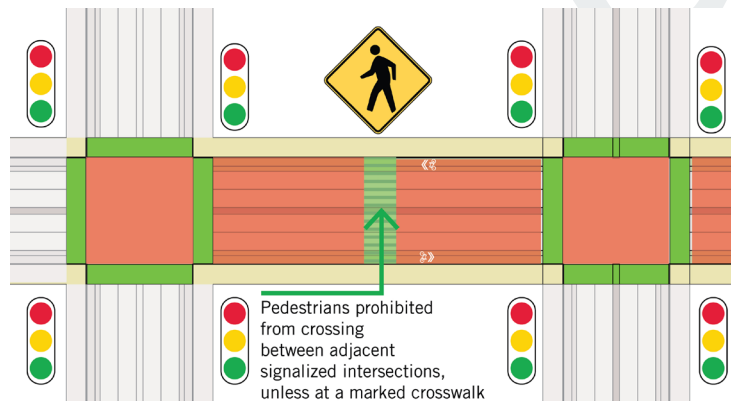 Pedestrians prohibited
from crossing
between adjacent
signalized intersections,
unless at a marked crosswalk